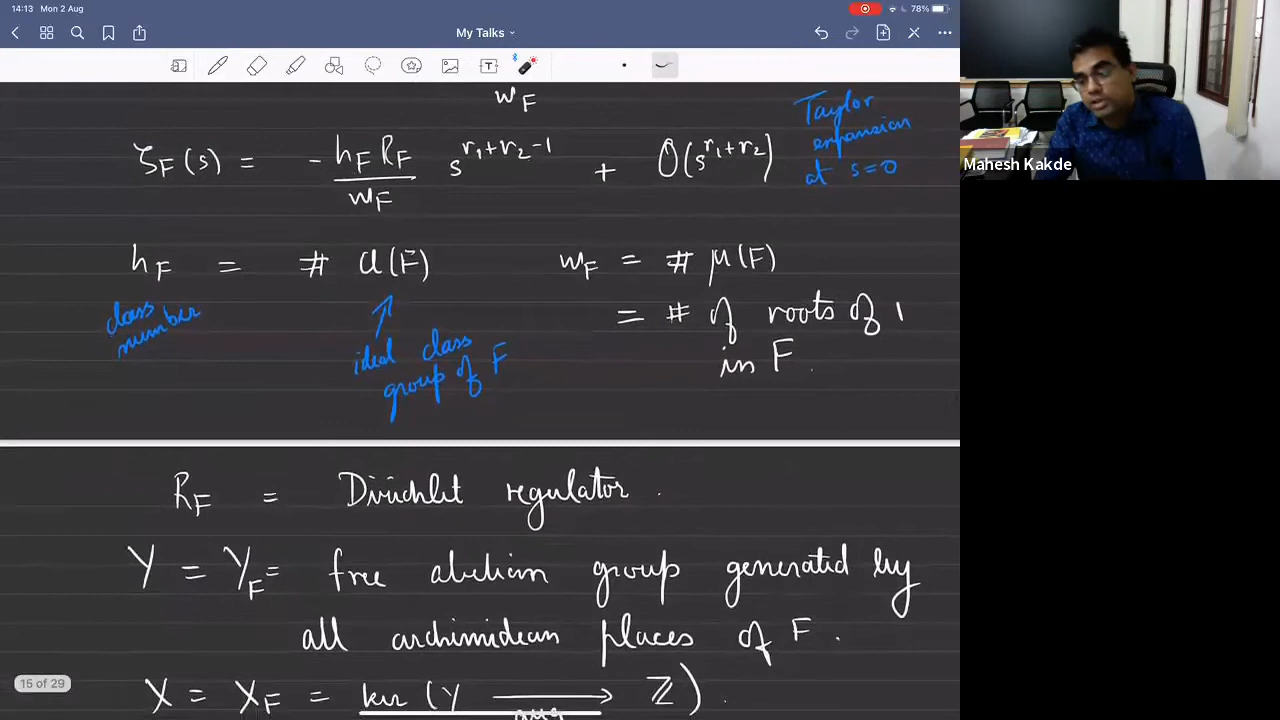 14:13 Mon 2 Aug
78%
My Talks
w_F
ζ_F(s) = - h_F R_F / w_F s^{r_1+r_2-1} + O(s^{r_1+r_2})
Taylor
expansion
at s=0
h_F = # Cl(F)
w_F = # μ(F)
class
number
= # of roots of 1
in F.
ideal class
group of F
R_F = Dirichlet regulator.
Y = Y_F = free abelian group generated by
all archimidean places of F.
X = X_F = ker (Y → Z).
aug
15 of 29
Mahesh Kakde